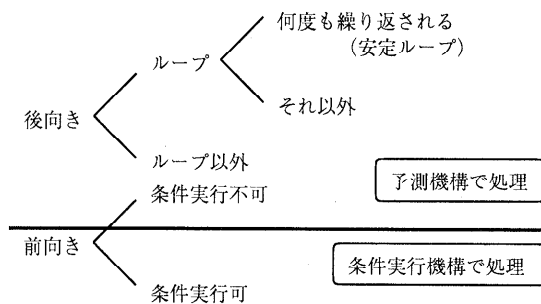 何度も繰り返される
（安定ループ）
ループ
それ以外
後向き
ループ以外
条件実行不可
予測機構で処理
前向き
条件実行機構で処理
条件実行可